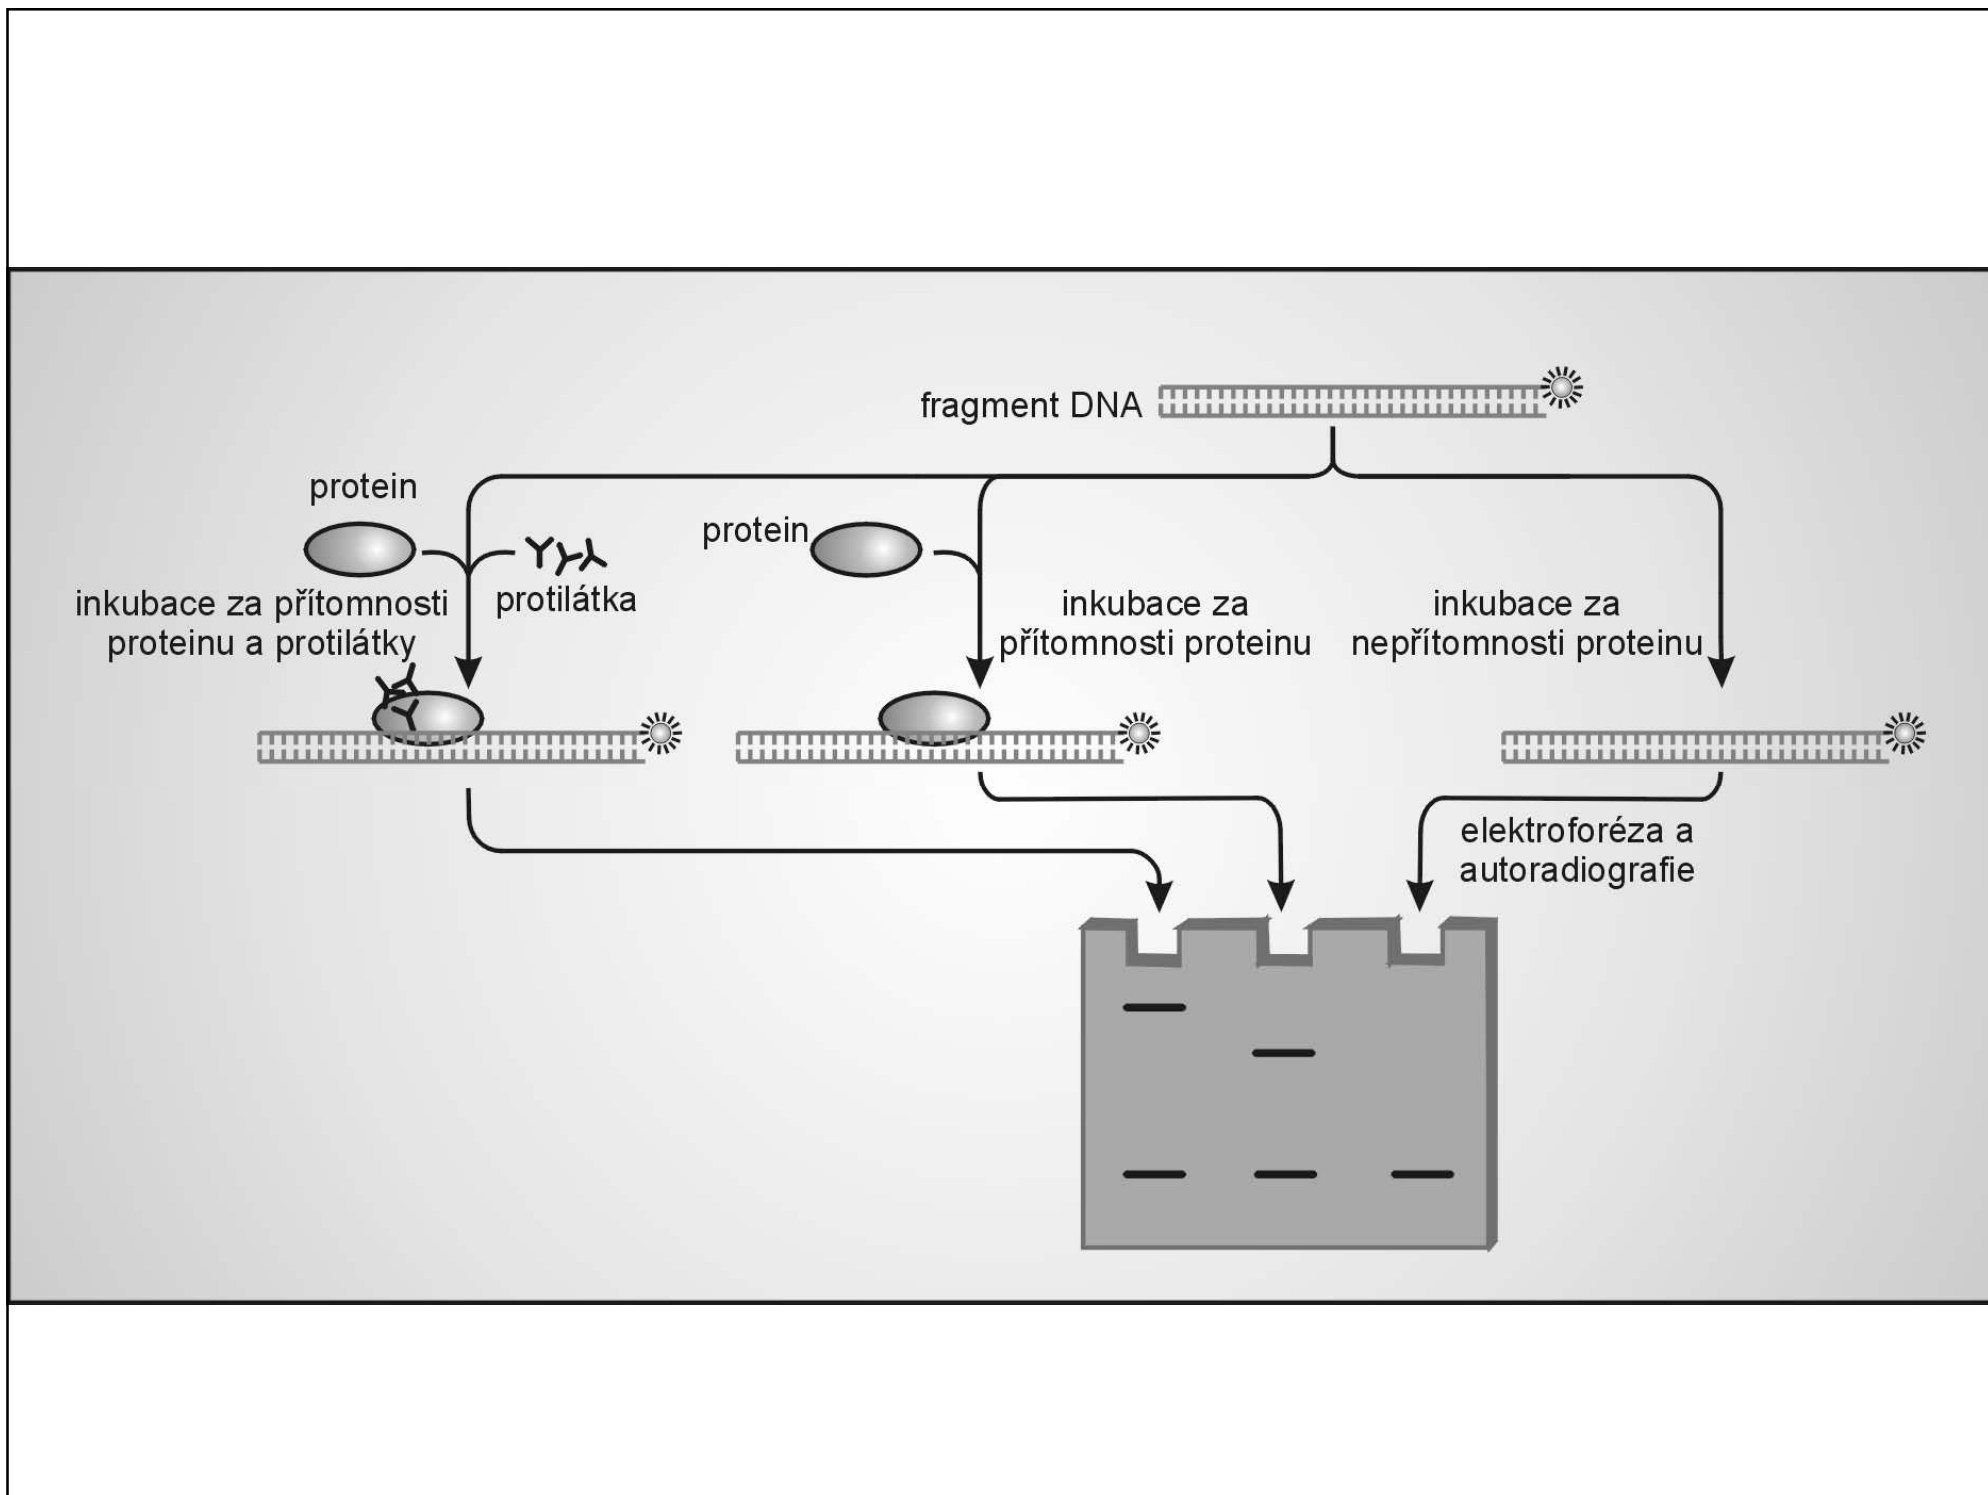 fragment DNA
protein
protein
protilátka
inkubace za přítomnosti
proteinu a protilátky
inkubace za
přítomnosti proteinu
inkubace za
nepřítomnosti proteinu
elektroforéza a
autoradiografie